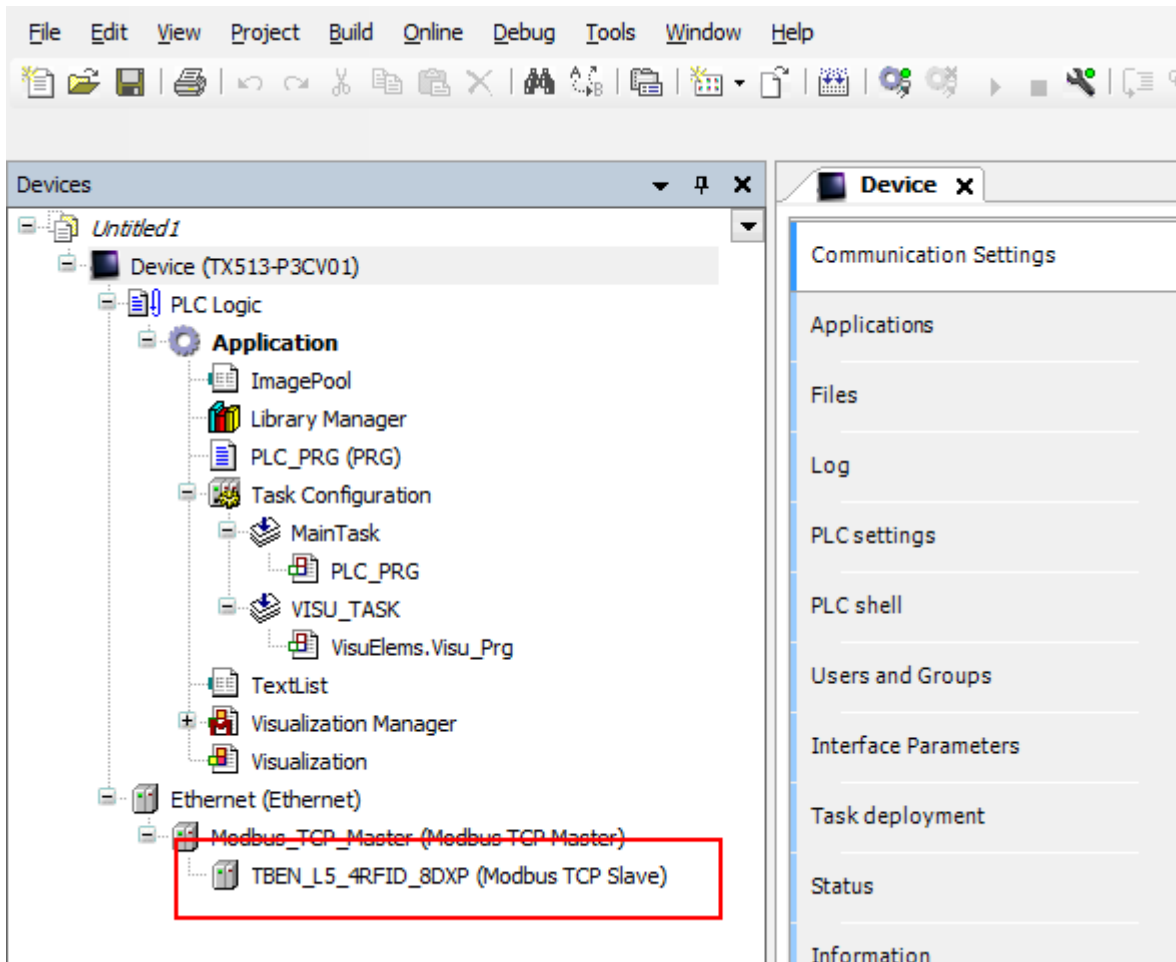 File Edit View Project Build Online Debug Tools Window Help
Devices
Untitled1
Device (TX513-P3CV01)
PLC Logic
Application
ImagePool
Library Manager
PLC_PRG (PRG)
Task Configuration
MainTask
PLC_PRG
VISU_TASK
VisuElems.Visu_Prg
TextList
Visualization Manager
Visualization
Ethernet (Ethernet)
Modbus_TCP_Master (Modbus TCP Master)
TBEN_L5_4RFID_8DXP (Modbus TCP Slave)
Device
Communication Settings
Applications
Files
Log
PLC settings
PLC shell
Users and Groups
Interface Parameters
Task deployment
Status
Information